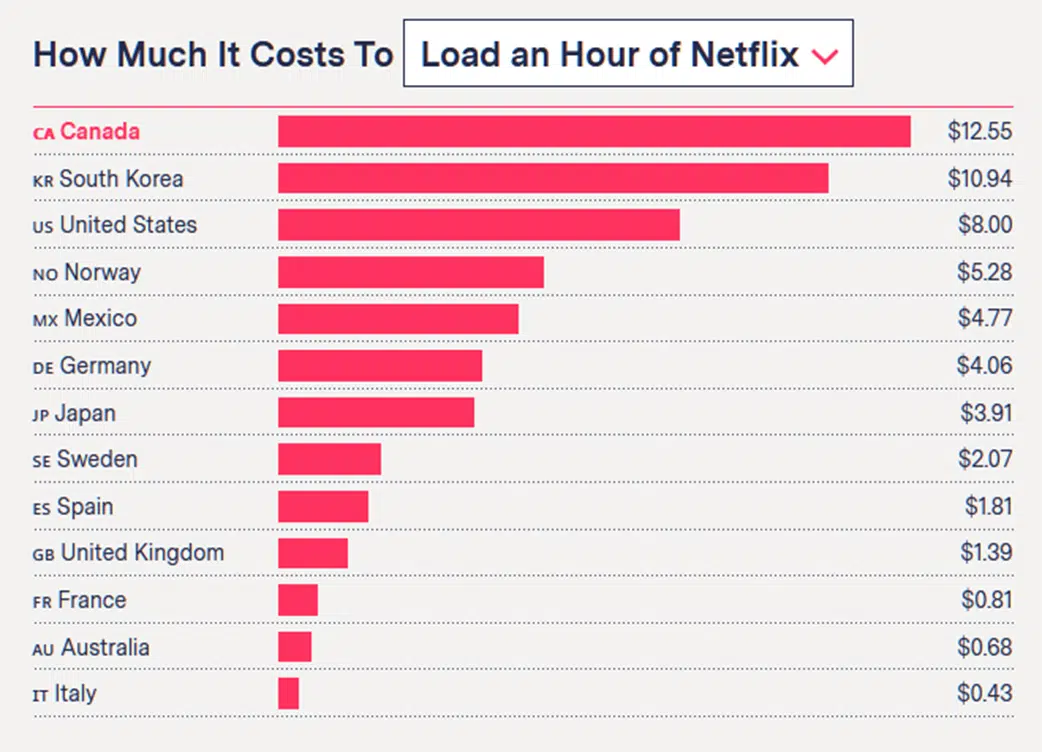 How Much It Costs To Load an Hour of Netflix
CA Canada $12.55
KR South Korea $10.94
US United States $8.00
NO Norway $5.28
MX Mexico $4.77
DE Germany $4.06
JP Japan $3.91
SE Sweden $2.07
ES Spain $1.81
GB United Kingdom $1.39
FR France $0.81
AU Australia $0.68
IT Italy $0.43